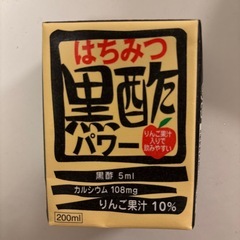 はちみつ
黒酢
パワー
りんご果汁
入りで
飲みやすい
黒酢 5ml
カルシウム 108mg
りんご果汁 10%
200ml